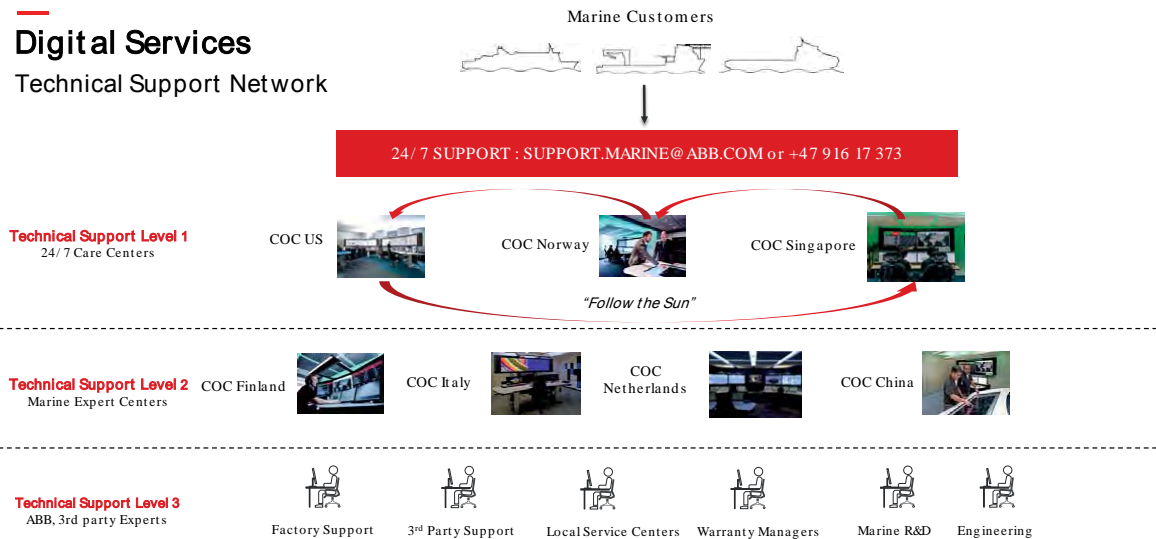 Digital Services
Technical Support Network
Marine Customers
24/7 SUPPORT : SUPPORT.MARINE@ABB.COM or +47 916 17 373
Technical Support Level 1
24/7 Care Centers
COC US
COC Norway
COC Singapore
“Follow the Sun”
Technical Support Level 2
Marine Expert Centers
COC Finland
COC Italy
COC
Netherlands
COC China
Technical Support Level 3
ABB, 3rd party Experts
Factory Support
3rd Party Support
Local Service Centers
Warranty Managers
Marine R&D
Engineering